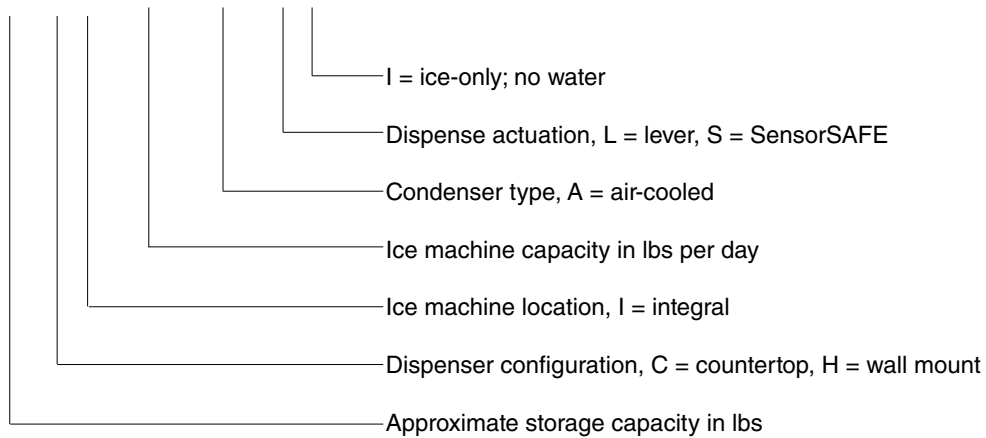 I = ice-only; no water
Dispense actuation, L = lever, S = SensorSAFE
Condenser type, A = air-cooled
Ice machine capacity in lbs per day
Ice machine location, I = integral
Dispenser configuration, C = countertop, H = wall mount
Approximate storage capacity in lbs